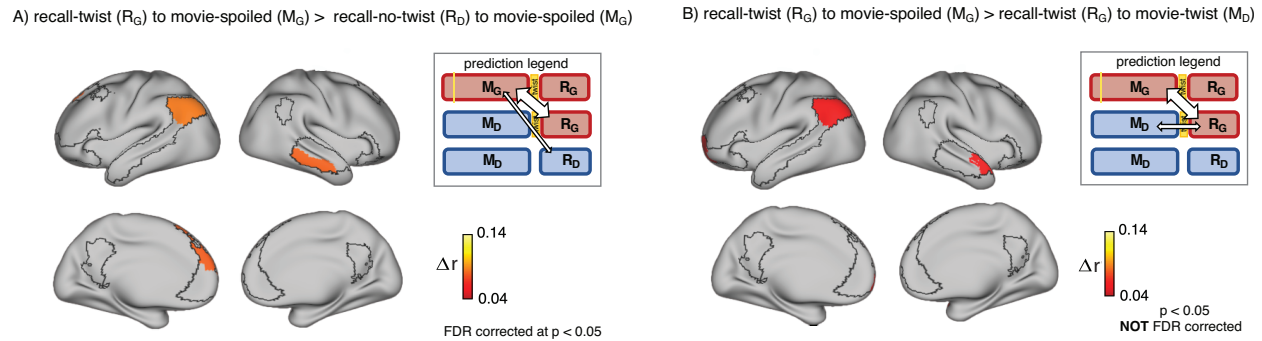 A) recall-twist (RG) to movie-spoiled (MG) > recall-no-twist (RD) to movie-spoiled (MG)
prediction legend
MG twist RG
MD twist RG
MD RD
0.14
Δr
0.04
FDR corrected at p < 0.05
B) recall-twist (RG) to movie-spoiled (MG) > recall-twist (RG) to movie-twist (MD)
prediction legend
MG twist RG
MD RG
MD RD
0.14
Δr
0.04
p < 0.05
NOT FDR corrected